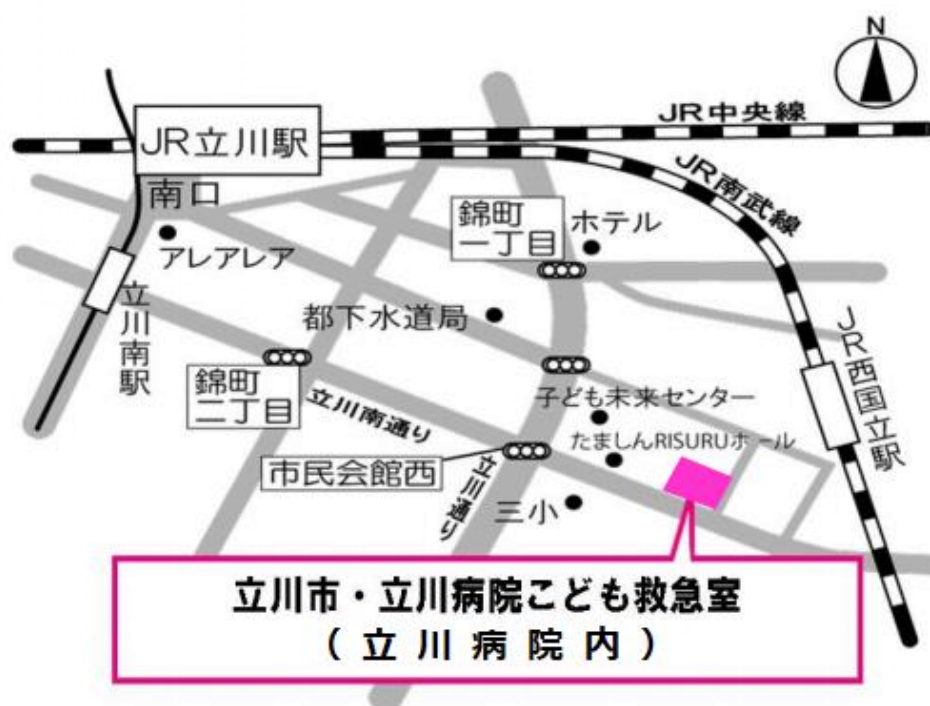 N
JR中央線
JR立川駅
JR南武線
南口
錦町
一丁目
ホテル
アレアレア
立川南駅
都下水道局
JR西国立駅
錦町
二丁目
立川南通り
子ども未来センター
たましんRISURUホール
市民会館西
立川通り
三小
立川市・立川病院こども救急室
(立川病院内)